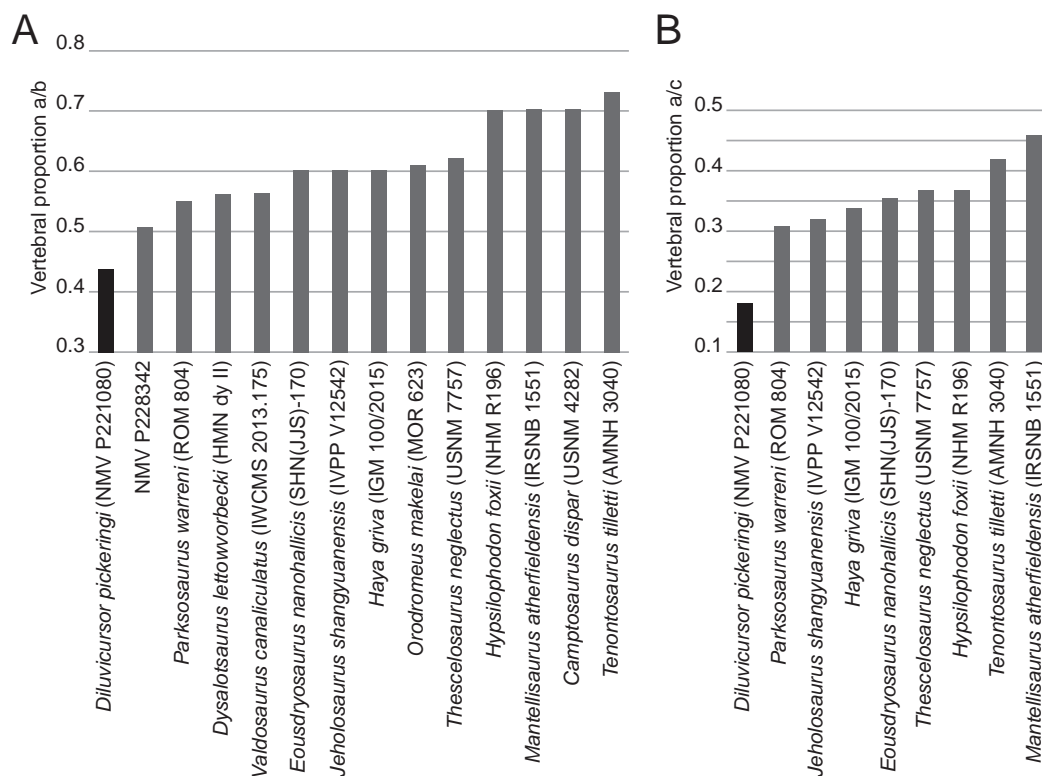 A
Vertebral proportion a/b
0.8
0.7
0.6
0.5
0.4
0.3
Diluvicursor pickeringi (NMV P221080)
NMV P228342
Parksosaurus warreni (ROM 804)
Dysalotsaurus lettowvorbecki (HMN dy II)
Valdosaurus canaliculatus (IWCMS 2013.175)
Eousdryosaurus nanohallicis (SHN(JJS)-170)
Jeholosaurus shangyuanensis (IVPP V12542)
Haya griva (IGM 100/2015)
Orodromeus makelai (MOR 623)
Thescelosaurus neglectus (USNM 7757)
Hypsilophodon foxii (NHM R196)
Mantellisaurus atherfieldensis (IRSNB 1551)
Camptosaurus dispar (USNM 4282)
Tenontosaurus tilletti (AMNH 3040)
B
Vertebral proportion a/c
0.5
0.4
0.3
0.2
0.1
Diluvicursor pickeringi (NMV P221080)
Parksosaurus warreni (ROM 804)
Jeholosaurus shangyuanensis (IVPP V12542)
Haya griva (IGM 100/2015)
Eousdryosaurus nanohallicis (SHN(JJS)-170)
Thescelosaurus neglectus (USNM 7757)
Hypsilophodon foxii (NHM R196)
Tenontosaurus tilletti (AMNH 3040)
Mantellisaurus atherfieldensis (IRSNB 1551)